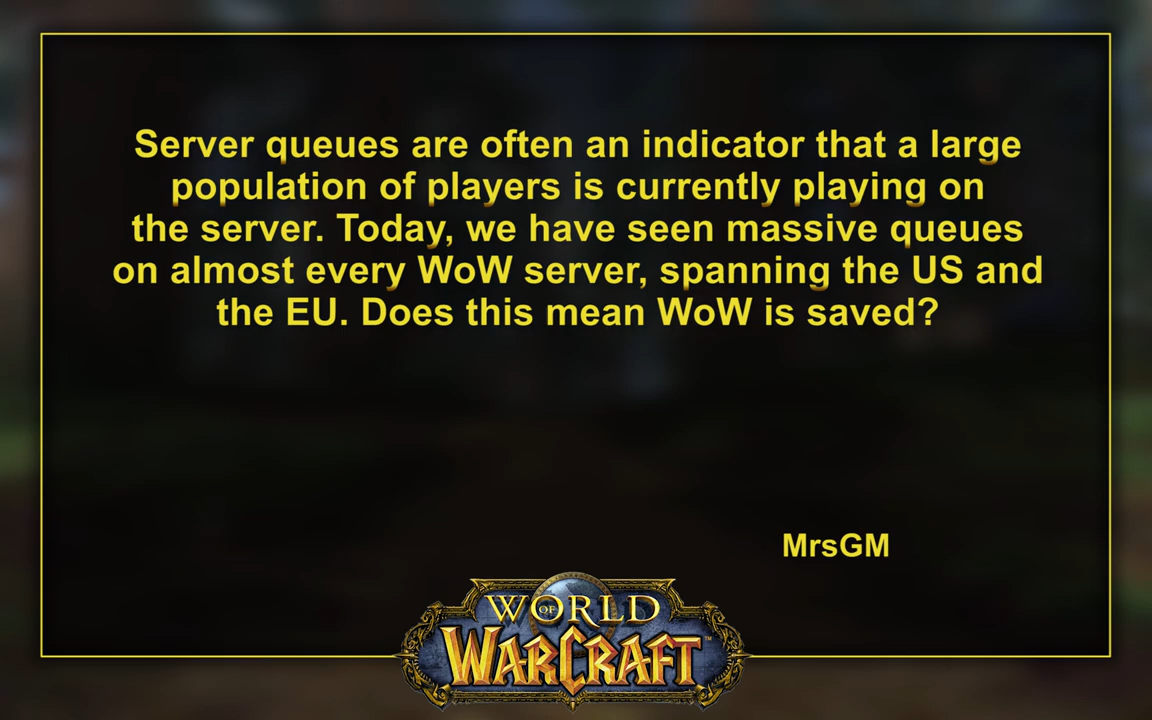 Server queues are often an indicator that a large
population of players is currently playing on
the server. Today, we have seen massive queues
on almost every WoW server, spanning the US and
the EU. Does this mean WoW is saved?
MrsGM
WORLD
OF
WARCRAFT
™